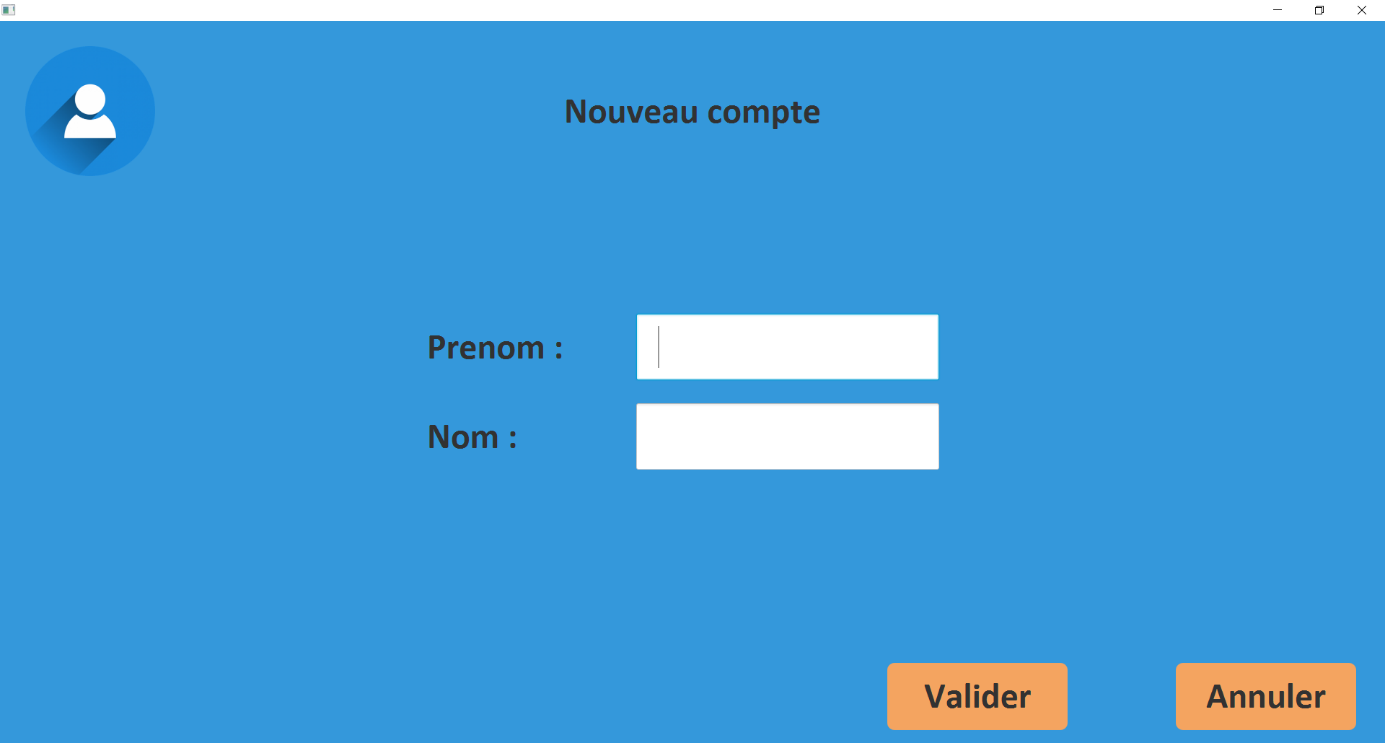 Nouveau compte
Prenom :
Nom :
Valider Annuler